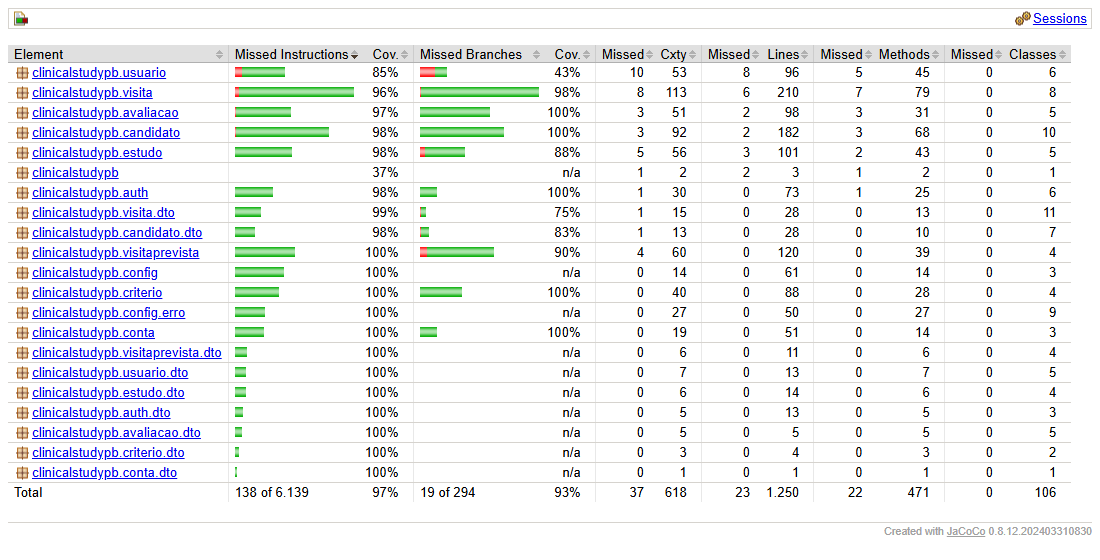 Sessions
Element Missed Instructions Cov. Missed Branches Cov. Missed Cxty Missed Lines Missed Methods Missed Classes
clinicalstudypb.usuario 85% 43% 10 53 8 96 5 45 0 6
clinicalstudypb.visita 96% 98% 8 113 6 210 7 79 0 8
clinicalstudypb.avaliacao 97% 100% 3 51 2 98 3 31 0 5
clinicalstudypb.candidato 98% 100% 3 92 2 182 3 68 0 10
clinicalstudypb.estudo 98% 88% 5 56 3 101 2 43 0 5
clinicalstudypb 37% n/a 1 2 2 3 1 2 0 1
clinicalstudypb.auth 98% 100% 1 30 0 73 1 25 0 6
clinicalstudypb.visita.dto 99% 75% 1 15 0 28 0 13 0 11
clinicalstudypb.candidato.dto 98% 83% 1 13 0 28 0 10 0 7
clinicalstudypb.visitaprevista 100% 90% 4 60 0 120 0 39 0 4
clinicalstudypb.config 100% n/a 0 14 0 61 0 14 0 3
clinicalstudypb.criterio 100% 100% 0 40 0 88 0 28 0 4
clinicalstudypb.config.erro 100% n/a 0 27 0 50 0 27 0 9
clinicalstudypb.conta 100% 100% 0 19 0 51 0 14 0 3
clinicalstudypb.visitaprevista.dto 100% n/a 0 6 0 11 0 6 0 4
clinicalstudypb.usuario.dto 100% n/a 0 7 0 13 0 7 0 5
clinicalstudypb.estudo.dto 100% n/a 0 6 0 14 0 6 0 4
clinicalstudypb.auth.dto 100% n/a 0 5 0 13 0 5 0 3
clinicalstudypb.avaliacao.dto 100% n/a 0 5 0 5 0 5 0 5
clinicalstudypb.criterio.dto 100% n/a 0 3 0 4 0 3 0 2
clinicalstudypb.conta.dto 100% n/a 0 1 0 1 0 1 0 1
Total 138 of 6.139 97% 19 of 294 93% 37 618 23 1.250 22 471 0 106
Created with JaCoCo 0.8.12.202403310830